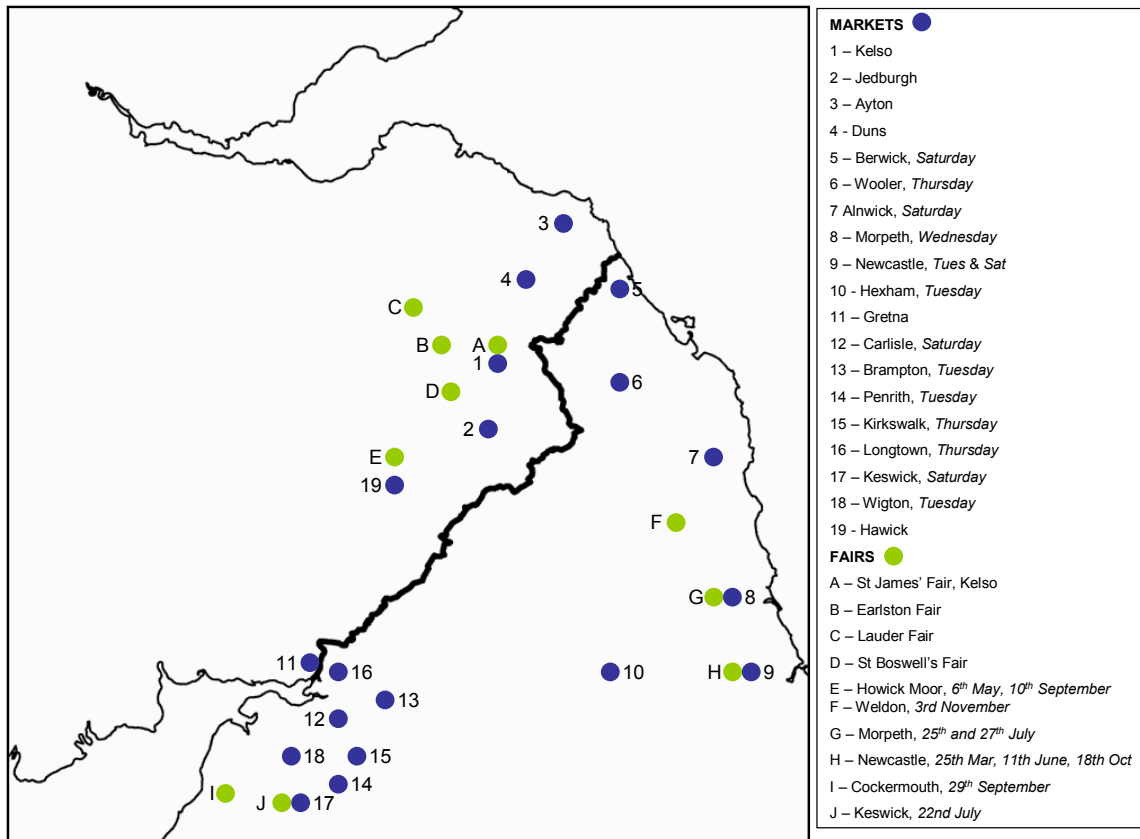 3
4
5
C
B
A
1
6
D
2
E
7
19
F
G
8
11
16
10
H
9
13
12
18
15
14
I
J
17
MARKETS
1 – Kelso
2 – Jedburgh
3 – Ayton
4 - Duns
5 – Berwick, Saturday
6 – Wooler, Thursday
7 Alnwick, Saturday
8 – Morpeth, Wednesday
9 – Newcastle, Tues & Sat
10 - Hexham, Tuesday
11 – Gretna
12 – Carlisle, Saturday
13 – Brampton, Tuesday
14 – Penrith, Tuesday
15 – Kirkswalk, Thursday
16 – Longtown, Thursday
17 – Keswick, Saturday
18 – Wigton, Tuesday
19 - Hawick
FAIRS
A – St James’ Fair, Kelso
B – Earlston Fair
C – Lauder Fair
D – St Boswell’s Fair
E – Howick Moor, 6th May, 10th September
F – Weldon, 3rd November
G – Morpeth, 25th and 27th July
H – Newcastle, 25th Mar, 11th June, 18th Oct
I – Cockermouth, 29th September
J – Keswick, 22nd July